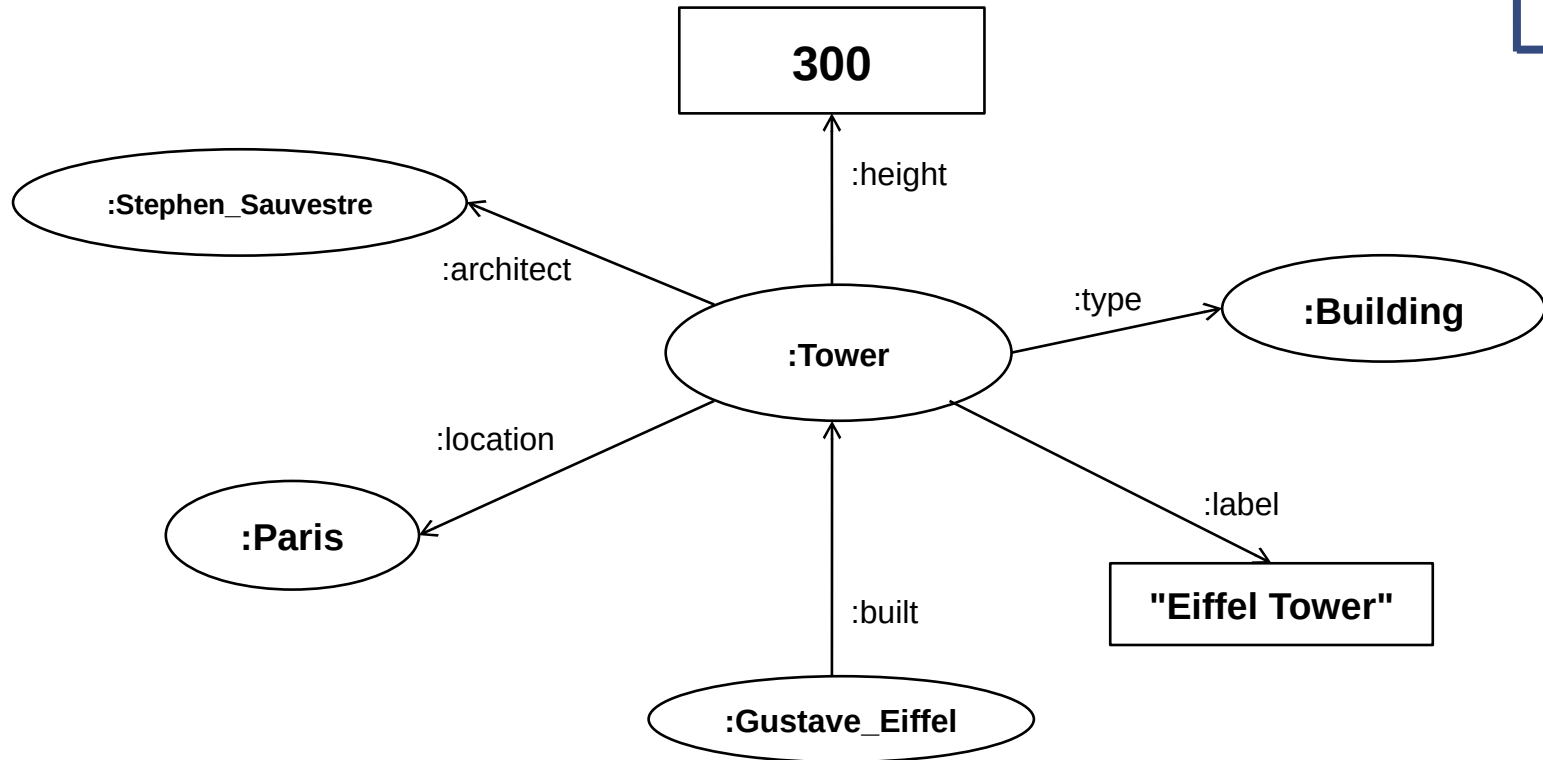 300
:height
:Stephen_Sauvestre
:architect
:type
:Building
:Tower
:location
:label
:Paris
"Eiffel Tower"
:built
:Gustave_Eiffel